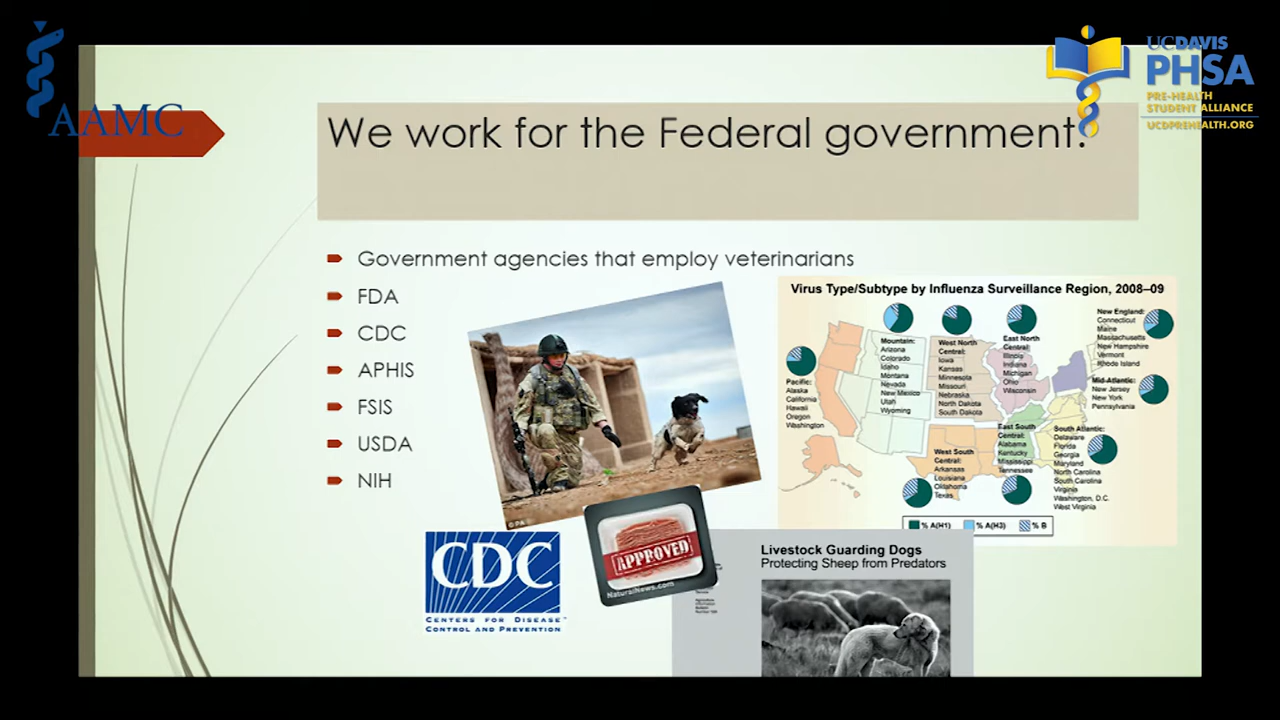 AAMC
UCDAVIS
PHSA
PRE-HEALTH
STUDENT ALLIANCE
UCDPREHEALTH.ORG
We work for the Federal government.
Government agencies that employ veterinarians
FDA
CDC
APHIS
FSIS
USDA
NIH
© PA
Virus Type/Subtype by Influenza Surveillance Region, 2008–09
Pacific:
Alaska
California
Hawaii
Oregon
Washington
Mountain:
Arizona
Colorado
Idaho
Montana
Nevada
New Mexico
Utah
Wyoming
West North
Central:
Iowa
Kansas
Minnesota
Missouri
Nebraska
North Dakota
South Dakota
East North
Central:
Illinois
Indiana
Michigan
Ohio
Wisconsin
New England:
Connecticut
Maine
Massachusetts
New Hampshire
Vermont
Rhode Island
Mid-Atlantic:
New Jersey
New York
Pennsylvania
West South
Central:
Arkansas
Louisiana
Oklahoma
Texas
East South
Central:
Alabama
Kentucky
Mississippi
Tennessee
South Atlantic:
Delaware
Florida
Georgia
Maryland
North Carolina
South Carolina
Virginia
Washington, D.C.
West Virginia
% A(H1) % A(H3) % B
CDC
CENTERS FOR DISEASE™
CONTROL AND PREVENTION
APPROVED
NaturalNews.com
Livestock Guarding Dogs
Protecting Sheep from Predators